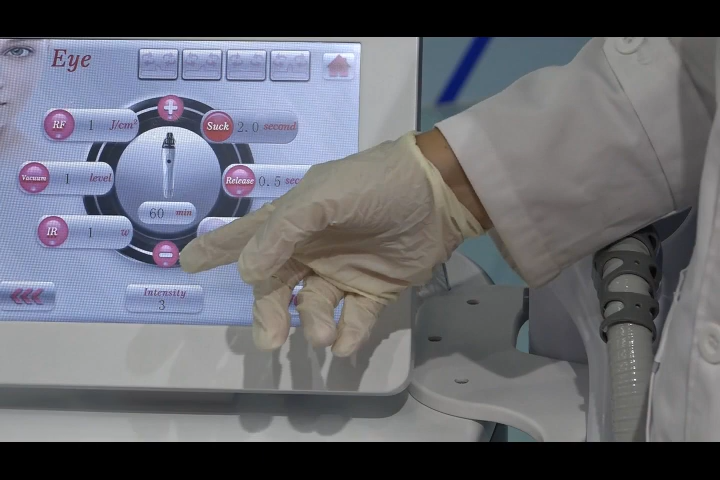 Eye
RF 1 J/cm²
Suck 2.0 second
Vacuum 1 level
Release 0.5 sec
60 min
IR 1 w
Intensity
3